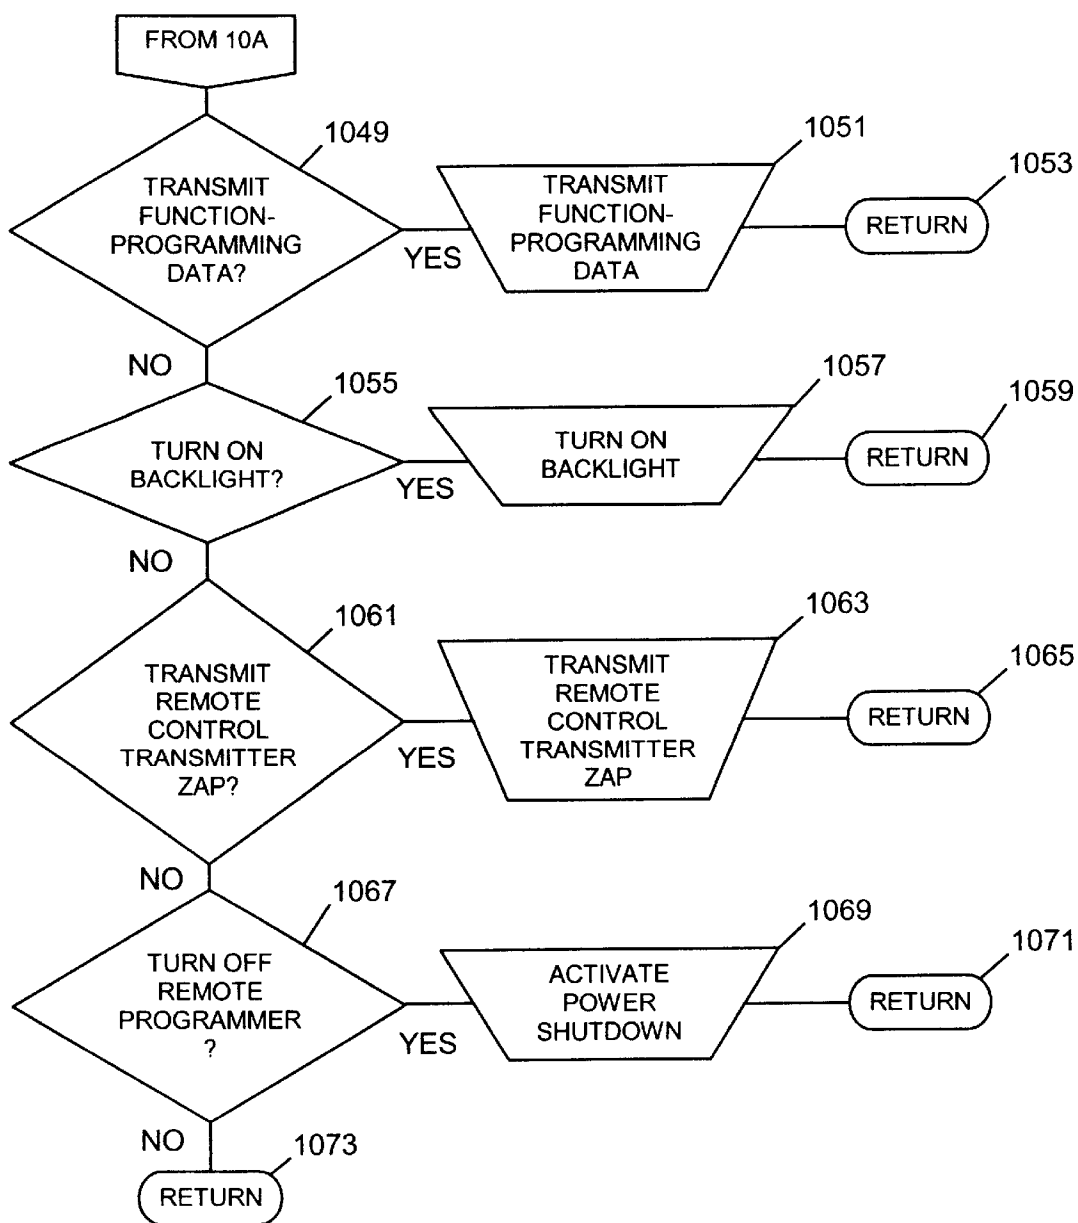 FROM 10A
1049
TRANSMIT
FUNCTION-
PROGRAMMING
DATA?
YES
1051
TRANSMIT
FUNCTION-
PROGRAMMING
DATA
1053
RETURN
NO
1055
TURN ON
BACKLIGHT?
YES
1057
TURN ON
BACKLIGHT
1059
RETURN
NO
1061
TRANSMIT
REMOTE
CONTROL
TRANSMITTER
ZAP?
YES
1063
TRANSMIT
REMOTE
CONTROL
TRANSMITTER
ZAP
1065
RETURN
NO
1067
TURN OFF
REMOTE
PROGRAMMER
?
YES
1069
ACTIVATE
POWER
SHUTDOWN
1071
RETURN
NO
1073
RETURN